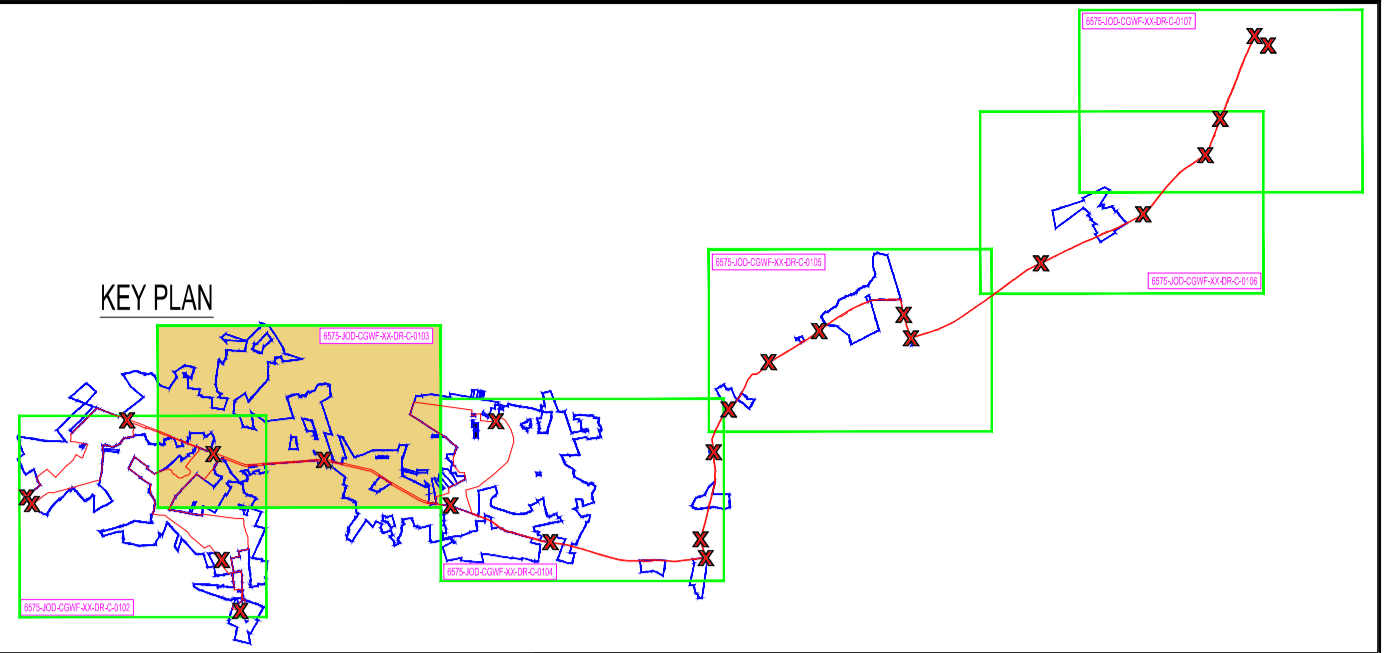 6575-JOD-CGWF-XX-DR-C-0107
6575-JOD-CGWF-XX-DR-C-0105
6575-JOD-CGWF-XX-DR-C-0106
KEY PLAN
6575-JOD-CGWF-XX-DR-C-0103
6575-JOD-CGWF-XX-DR-C-0104
6575-JOD-CGWF-XX-DR-C-0102